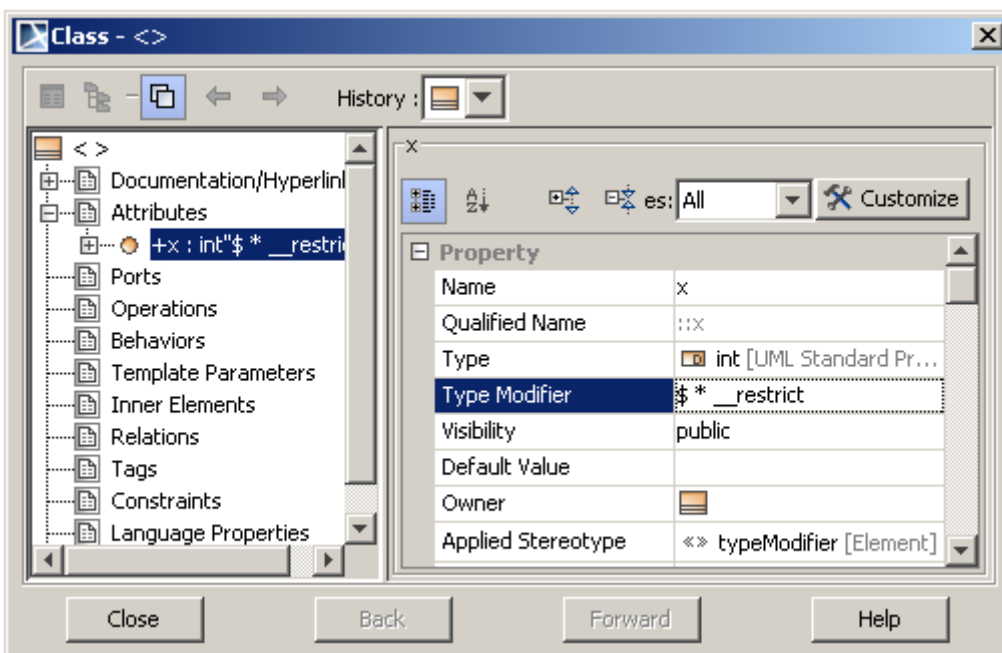 Class - <>
History :
< >
Documentation/Hyperlinl
Attributes
+x : int"$ * __restri
Ports
Operations
Behaviors
Template Parameters
Inner Elements
Relations
Tags
Constraints
Language Properties
x
es: All Customize
Property
Name x
Qualified Name ::x
Type int [UML Standard Pr...
Type Modifier $ * __restrict
Visibility public
Default Value
Owner
Applied Stereotype «» typeModifier [Element]
Close Back Forward Help